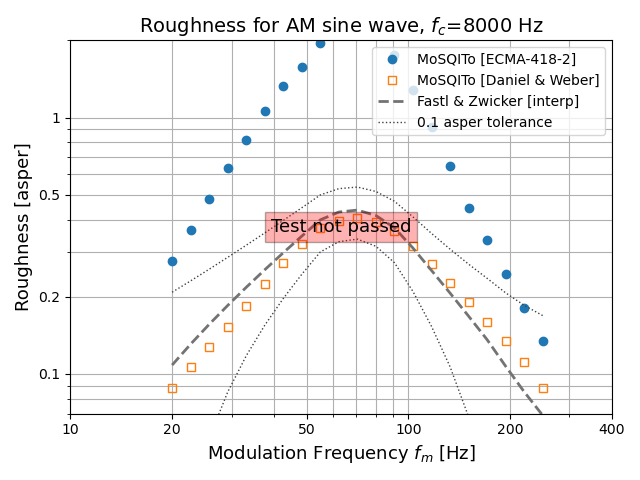 Roughness for AM sine wave, f_c=8000 Hz
MoSQITo [ECMA-418-2]
MoSQITo [Daniel & Weber]
Fastl & Zwicker [interp]
0.1 asper tolerance
Test not passed
Roughness [asper]
1
0.5
0.2
0.1
10 20 50 100 200 400
Modulation Frequency f_m [Hz]